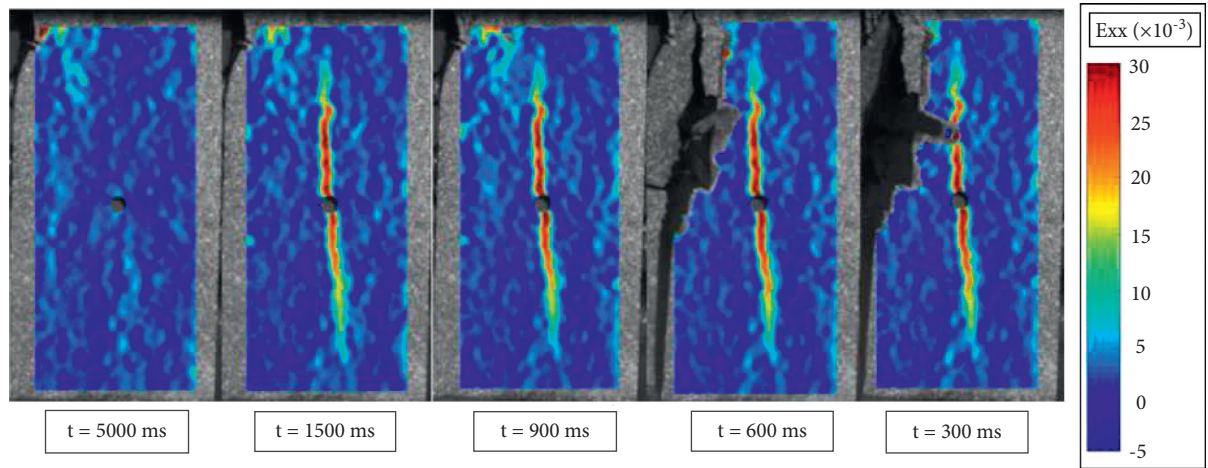 Exx (×10⁻³)
30
20
15
10
5
0
-5
t = 5000 ms
t = 1500 ms
t = 900 ms
t = 600 ms
t = 300 ms